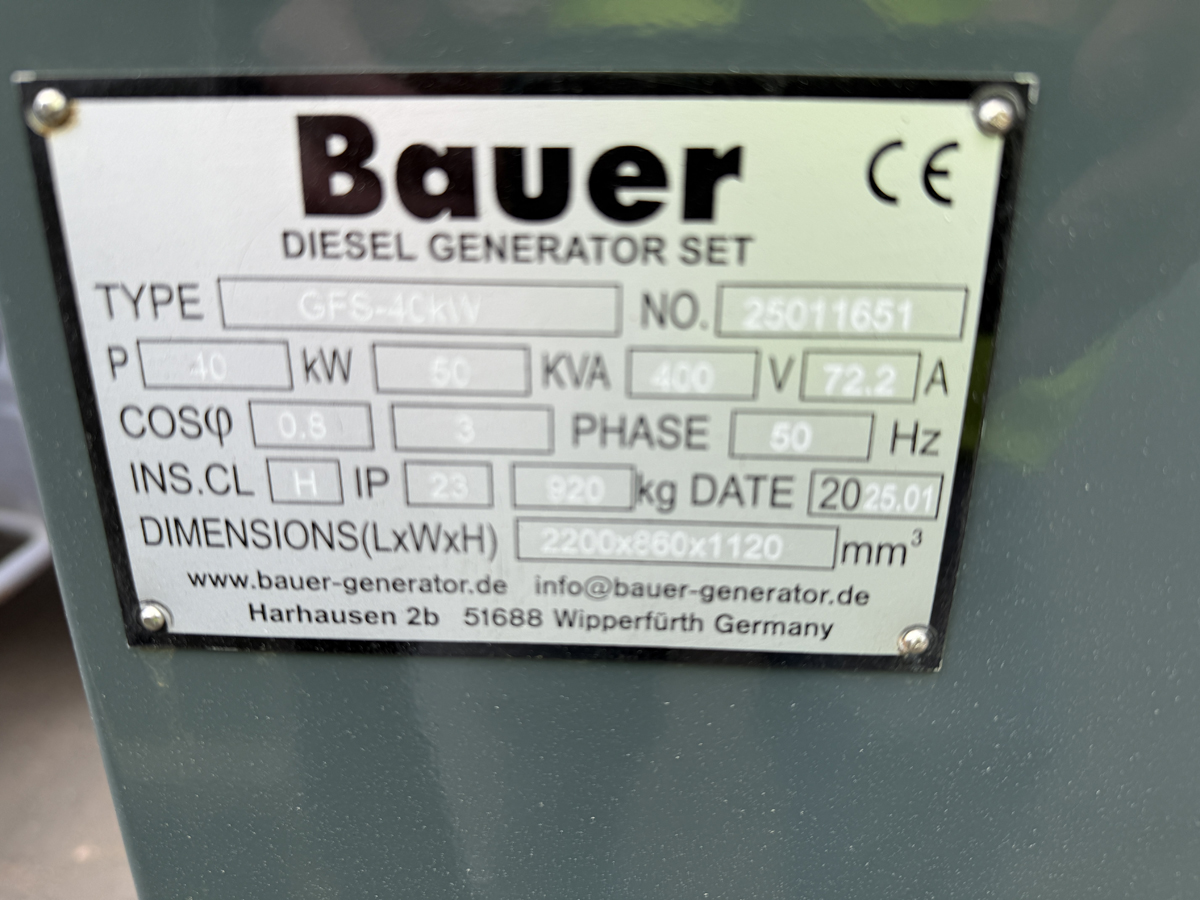 Bauer CE
DIESEL GENERATOR SET
TYPE GFS-40kW NO. 25011651
P 40 kW 50 KVA 400 V 72.2 A
COSφ 0.8 3 PHASE 50 Hz
INS.CL H IP 23 920 kg DATE 2025.01
DIMENSIONS(LxWxH) 2200x860x1120 mm³
www.bauer-generator.de info@bauer-generator.de
Harhausen 2b 51688 Wipperfürth Germany